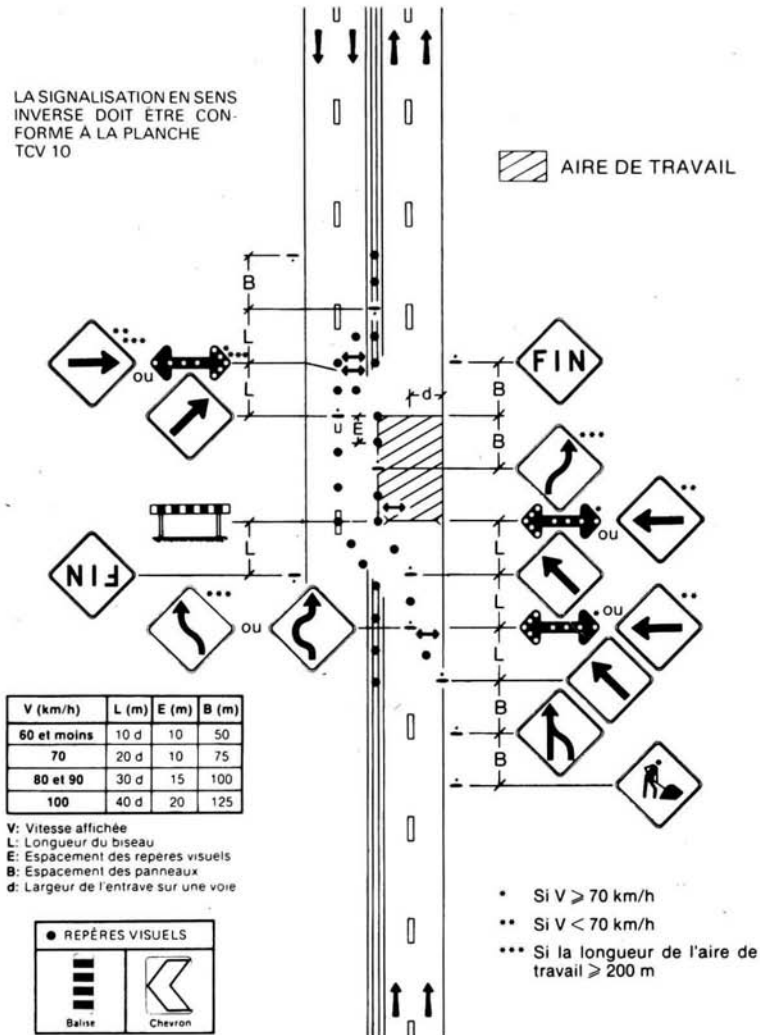 LA SIGNALISATION EN SENS
INVERSE DOIT ÊTRE CON-
FORME À LA PLANCHE
TCV 10
AIRE DE TRAVAIL
B
L
L
ou
u
E
d
FIN
B
B
ou
L
FIN
L
ou
L
ou
L
B
B
V (km/h) L (m) E (m) B (m)
60 et moins 10 d 10 50
70 20 d 10 75
80 et 90 30 d 15 100
100 40 d 20 125
V: Vitesse affichée
L: Longueur du biseau
E: Espacement des repères visuels
B: Espacement des panneaux
d: Largeur de l'entrave sur une voie
• REPÈRES VISUELS
Balise
Chevron
• Si V ⩾ 70 km/h
•• Si V < 70 km/h
••• Si la longueur de l'aire de
travail ⩾ 200 m